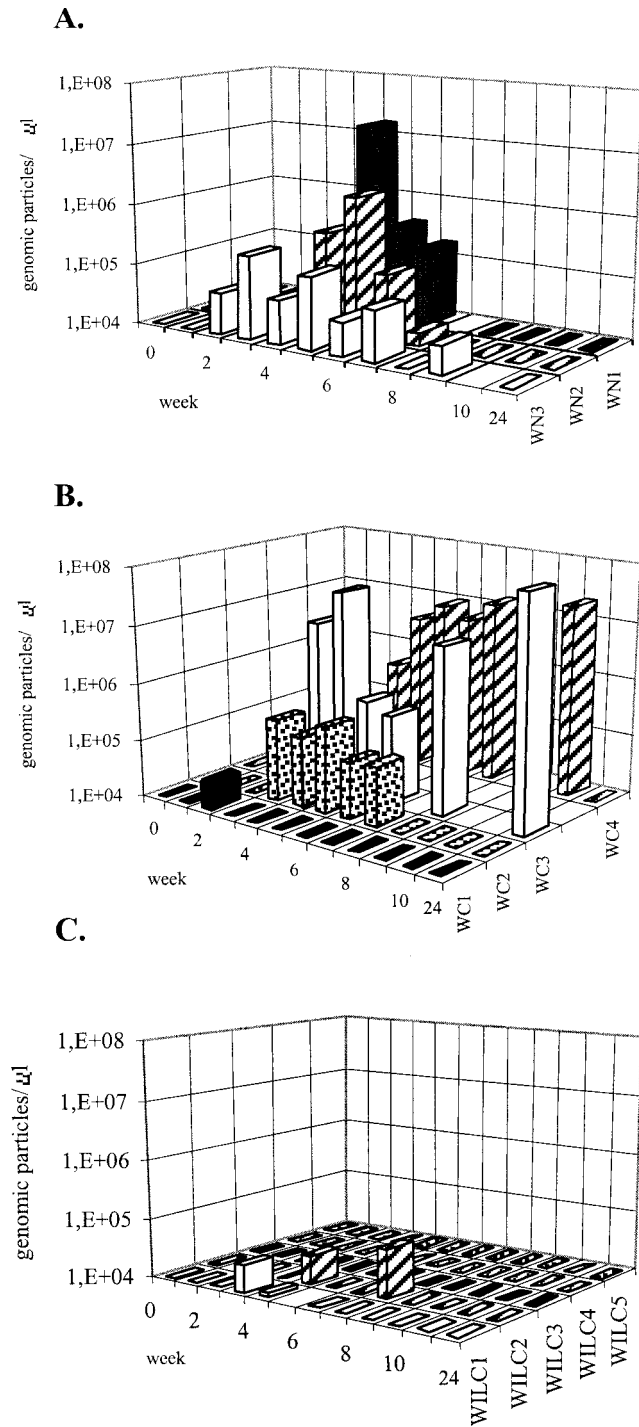 A.
genomic particles/ μl
1,E+08
1,E+07
1,E+06
1,E+05
1,E+04
0
2
4
6
8
10
24
week
WN3
WN2
WN1
B.
genomic particles/ μl
1,E+08
1,E+07
1,E+06
1,E+05
1,E+04
0
2
4
6
8
10
24
week
WC1
WC2
WC3
WC4
C.
genomic particles/ μl
1,E+08
1,E+07
1,E+06
1,E+05
1,E+04
0
2
4
6
8
10
24
week
WILC1
WILC2
WILC3
WILC4
WILC5